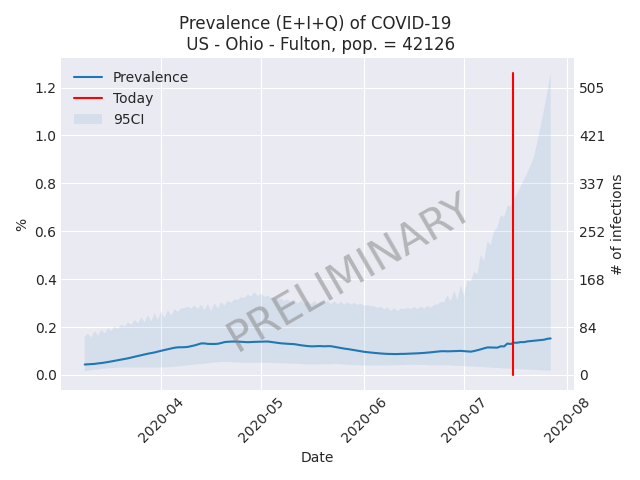 Prevalence (E+I+Q) of COVID-19
US - Ohio - Fulton, pop. = 42126
Prevalence
Today
95CI
PRELIMINARY
%
1.2
1.0
0.8
0.6
0.4
0.2
0.0
505
421
337
252
168
84
0
# of infections
2020-04
2020-05
2020-06
2020-07
2020-08
Date